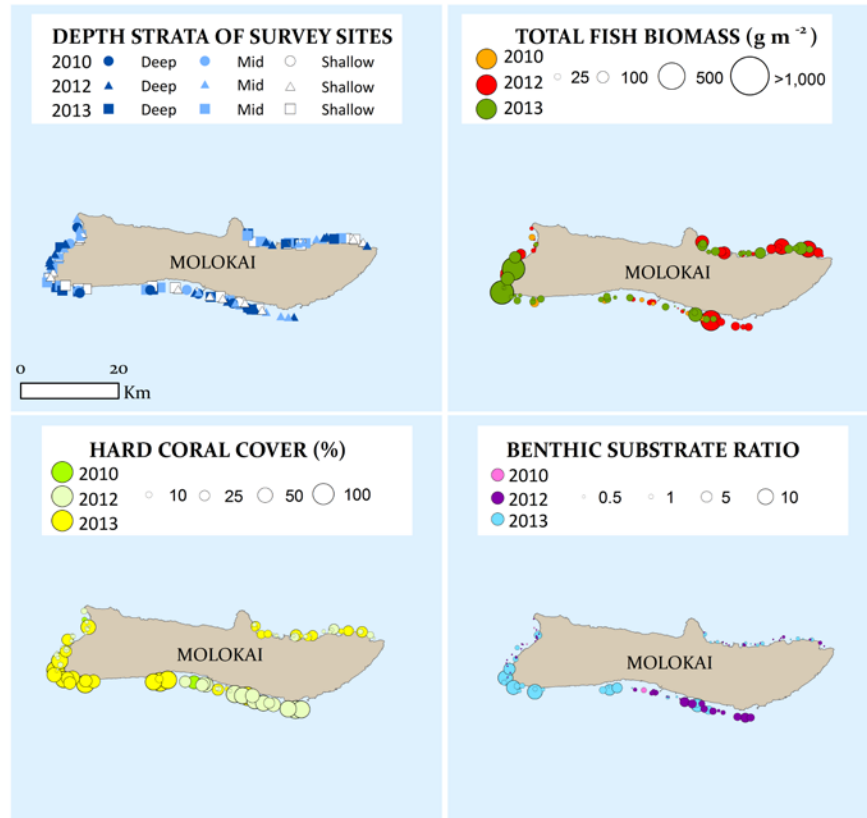 DEPTH STRATA OF SURVEY SITES
2010 Deep Mid Shallow
2012 Deep Mid Shallow
2013 Deep Mid Shallow
MOLOKAI
0 20
Km
TOTAL FISH BIOMASS (g m ⁻²)
2010
2012 25 100 500 >1,000
2013
MOLOKAI
HARD CORAL COVER (%)
2010
2012 10 25 50 100
2013
MOLOKAI
BENTHIC SUBSTRATE RATIO
2010
2012 0.5 1 5 10
2013
MOLOKAI